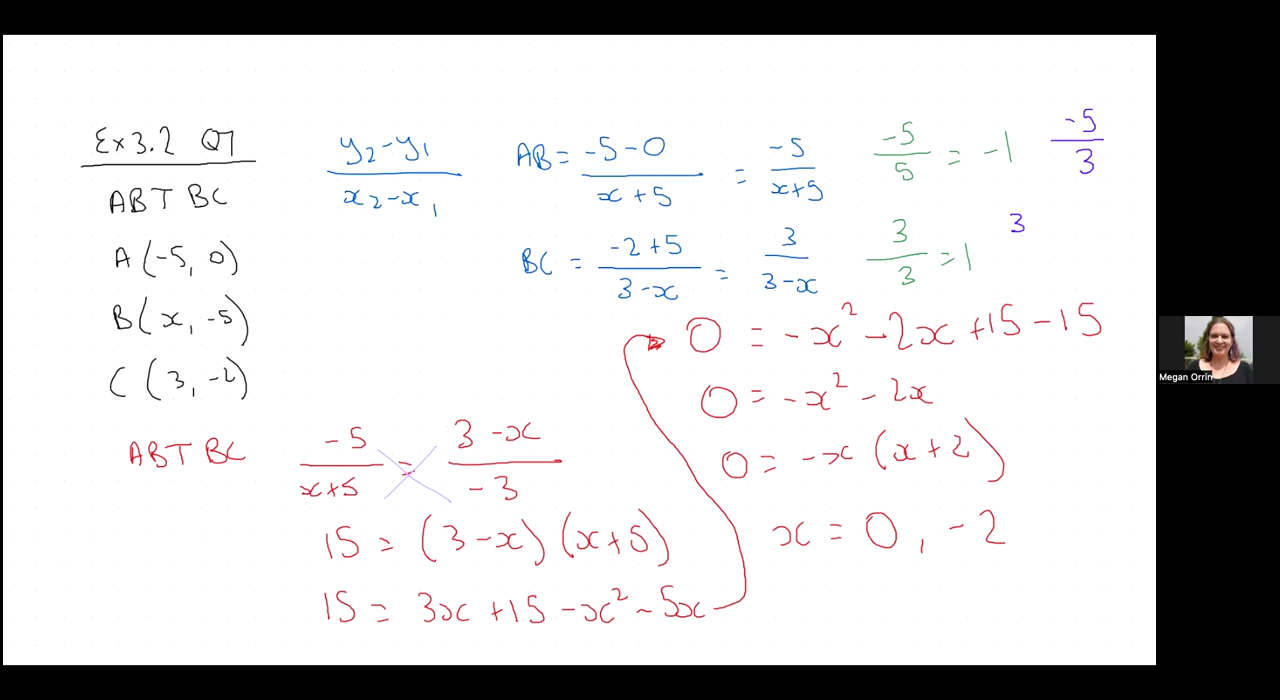 Ex 3.2 Q7
AB⊥BC
A(-5, 0)
B(x, -5)
C(3, -2)
y₂-y₁ / x₂-x₁
AB = -5-0 / x+5 = -5 / x+5
-5 / 5 = -1
-5 / 3
BC = -2+5 / 3-x = 3 / 3-x
3 / 3 = 1
3
AB⊥BC
-5 / x+5 = 3-x / -3
15 = (3-x)(x+5)
15 = 3x+15-x²-5x
0 = -x²-2x+15-15
0 = -x²-2x
0 = -x(x+2)
x = 0, -2
Megan Orrin